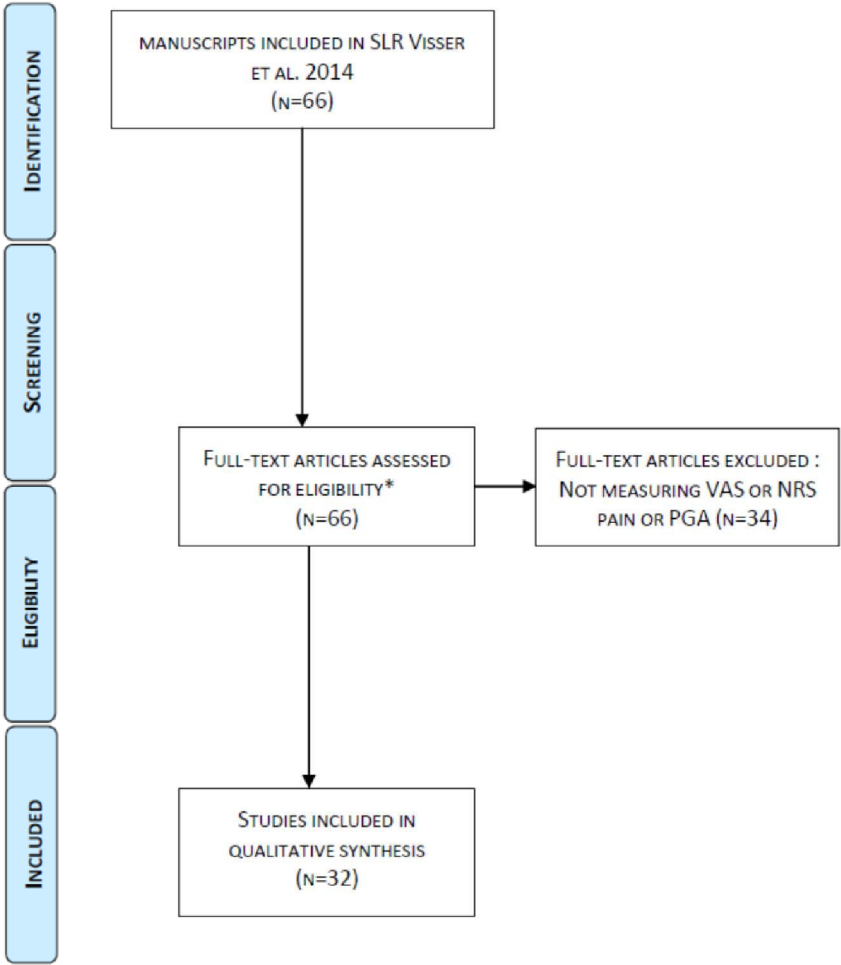 IDENTIFICATION
MANUSCRIPTS INCLUDED IN SLR VISSER
ET AL. 2014
(N=66)
SCREENING
FULL-TEXT ARTICLES ASSESSED
FOR ELIGIBILITY*
(N=66)
FULL-TEXT ARTICLES EXCLUDED :
NOT MEASURING VAS OR NRS
PAIN OR PGA (N=34)
ELIGIBILITY
INCLUDED
STUDIES INCLUDED IN
QUALITATIVE SYNTHESIS
(N=32)